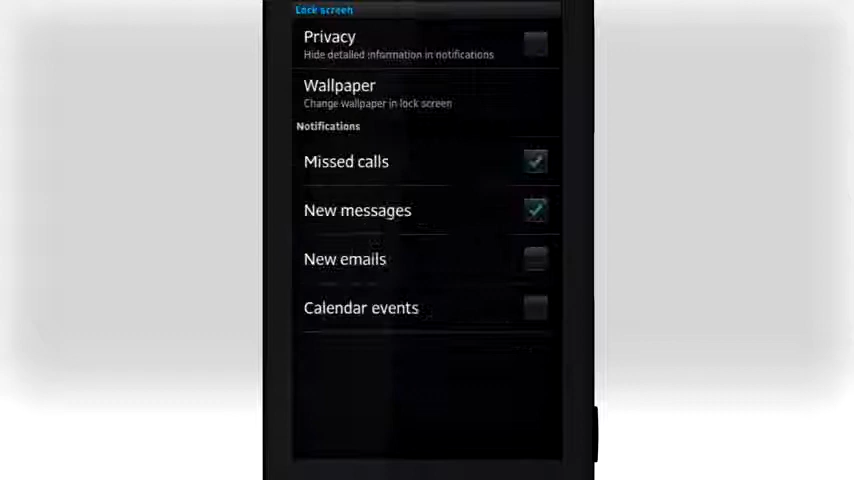 Lock screen
Privacy
Hide detailed information in notifications
Wallpaper
Change wallpaper in lock screen
Notifications
Missed calls
New messages
New emails
Calendar events